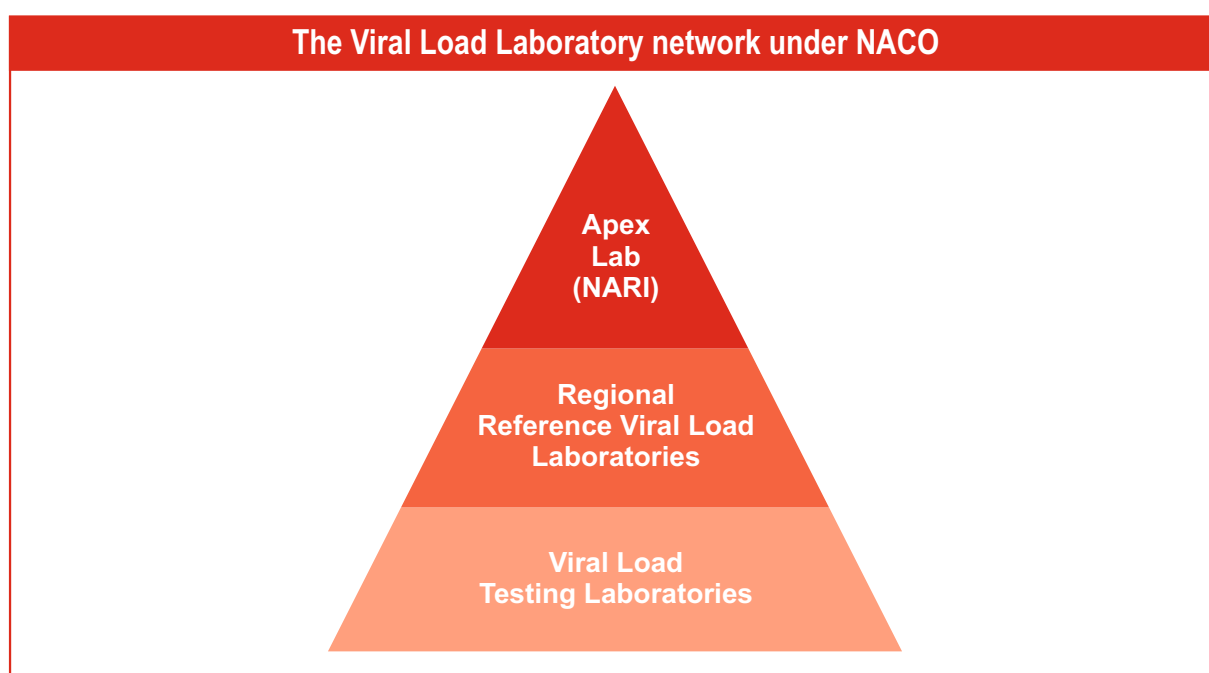 The Viral Load Laboratory network under NACO
Apex
Lab
(NARI)
Regional
Reference Viral Load
Laboratories
Viral Load
Testing Laboratories